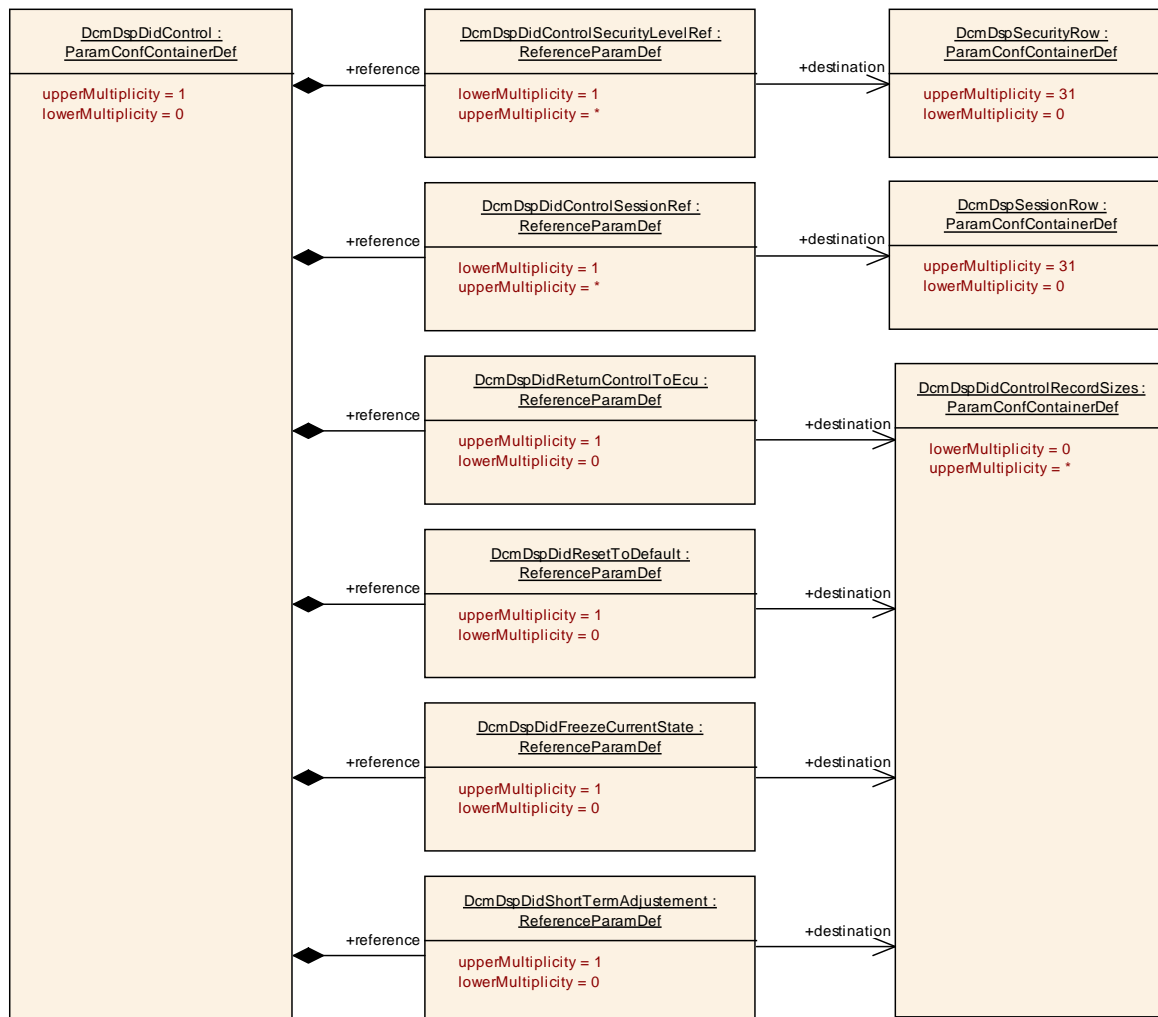 DcmDspDidControl :
ParamConfContainerDef
upperMultiplicity = 1
lowerMultiplicity = 0
+reference
DcmDspDidControlSecurityLevelRef :
ReferenceParamDef
lowerMultiplicity = 1
upperMultiplicity = *
+destination
DcmDspSecurityRow :
ParamConfContainerDef
upperMultiplicity = 31
lowerMultiplicity = 0
+reference
DcmDspDidControlSessionRef :
ReferenceParamDef
lowerMultiplicity = 1
upperMultiplicity = *
+destination
DcmDspSessionRow :
ParamConfContainerDef
upperMultiplicity = 31
lowerMultiplicity = 0
+reference
DcmDspDidReturnControlToEcu :
ReferenceParamDef
upperMultiplicity = 1
lowerMultiplicity = 0
+destination
DcmDspDidControlRecordSizes :
ParamConfContainerDef
lowerMultiplicity = 0
upperMultiplicity = *
+reference
DcmDspDidResetToDefault :
ReferenceParamDef
upperMultiplicity = 1
lowerMultiplicity = 0
+destination
+reference
DcmDspDidFreezeCurrentState :
ReferenceParamDef
upperMultiplicity = 1
lowerMultiplicity = 0
+destination
+reference
DcmDspDidShortTermAdjustement :
ReferenceParamDef
upperMultiplicity = 1
lowerMultiplicity = 0
+destination